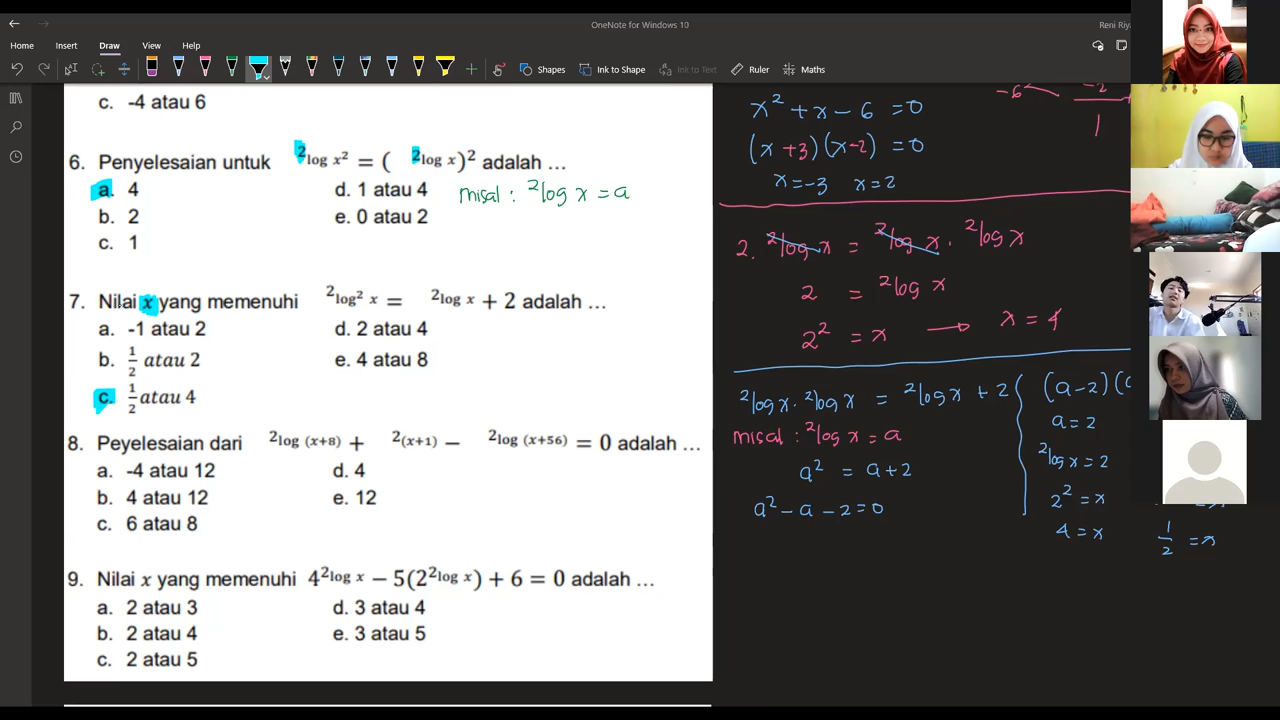 OneNote for Windows 10
Reni Riy
Home Insert Draw View Help
Shapes Ink to Shape Ink to Text Ruler Maths
c. -4 atau 6
6. Penyelesaian untuk ²log x² = ( ²log x)² adalah …
a. 4 d. 1 atau 4
b. 2 e. 0 atau 2
c. 1
misal : ²log x = a
7. Nilai x yang memenuhi ²log² x = ²log x + 2 adalah …
a. -1 atau 2 d. 2 atau 4
b. 1/2 atau 2 e. 4 atau 8
c. 1/2 atau 4
8. Peyelesaian dari ²log (x+8) + ²(x+1) − ²log (x+56) = 0 adalah …
a. -4 atau 12 d. 4
b. 4 atau 12 e. 12
c. 6 atau 8
9. Nilai x yang memenuhi 4^(²log x) − 5(2^(²log x)) + 6 = 0 adalah …
a. 2 atau 3 d. 3 atau 4
b. 2 atau 4 e. 3 atau 5
c. 2 atau 5
x² + x − 6 = 0
(x + 3)(x − 2) = 0
x = −3 x = 2
−6
−2
1
2. ²log x = ²log x . ²log x
2 = ²log x
2² = x → x = 4
²log x . ²log x = ²log x + 2
misal : ²log x = a
a² = a + 2
a² − a − 2 = 0
(a − 2)(
a = 2
²log x = 2
2² = x
4 = x
1/2 = x